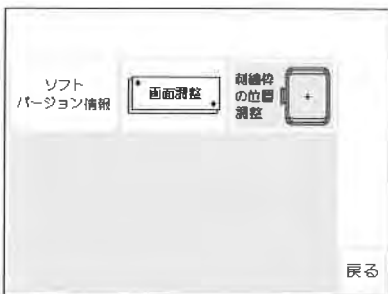 ソフト
バージョン情報
画面調整
刺繍枠
の位置
調整
戻る